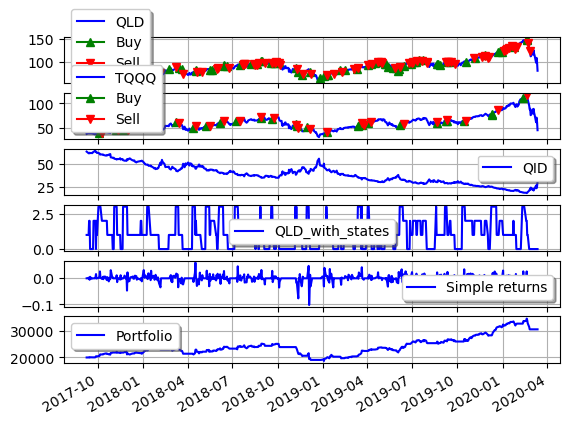 QLD
Buy
Sell
150
100
TQQQ
Buy
Sell
100
50
QID
50
25
QLD_with_states
2.5
0.0
Simple returns
0.0
−0.1
Portfolio
30000
20000
2017-10
2018-01
2018-04
2018-07
2018-10
2019-01
2019-04
2019-07
2019-10
2020-01
2020-04